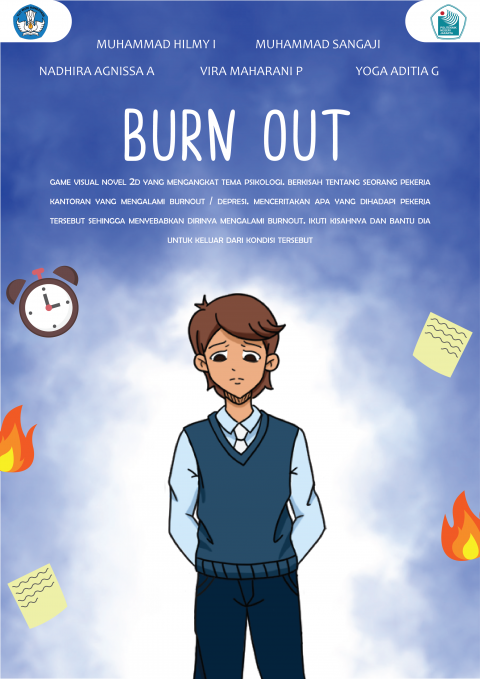 MUHAMMAD HILMY I MUHAMMAD SANGAJI
NADHIRA AGNISSA A VIRA MAHARANI P YOGA ADITIA G
BURN OUT
GAME VISUAL NOVEL 2D YANG MENGANGKAT TEMA PSIKOLOGI. BERKISAH TENTANG SEORANG PEKERJA
KANTORAN YANG MENGALAMI BURNOUT / DEPRESI, MENCERITAKAN APA YANG DIHADAPI PEKERJA
TERSEBUT SEHINGGA MENYEBABKAN DIRINYA MENGALAMI BURNOUT. IKUTI KISAHNYA DAN BANTU DIA
UNTUK KELUAR DARI KONDISI TERSEBUT